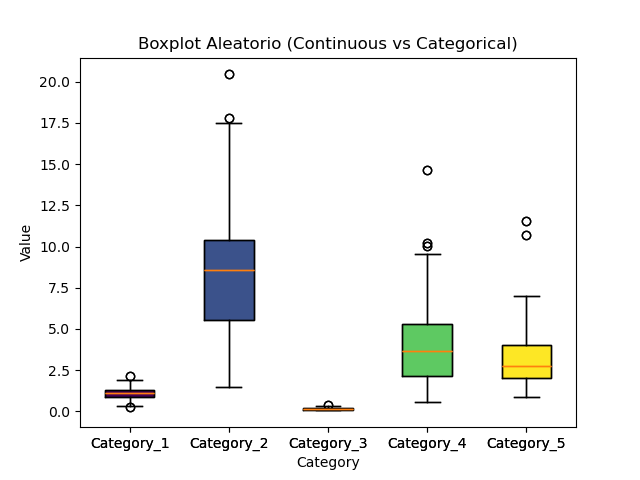 Boxplot Aleatorio (Continuous vs Categorical)
20.0
17.5
15.0
12.5
10.0
7.5
5.0
2.5
0.0
Value
Category_1 Category_2 Category_3 Category_4 Category_5
Category